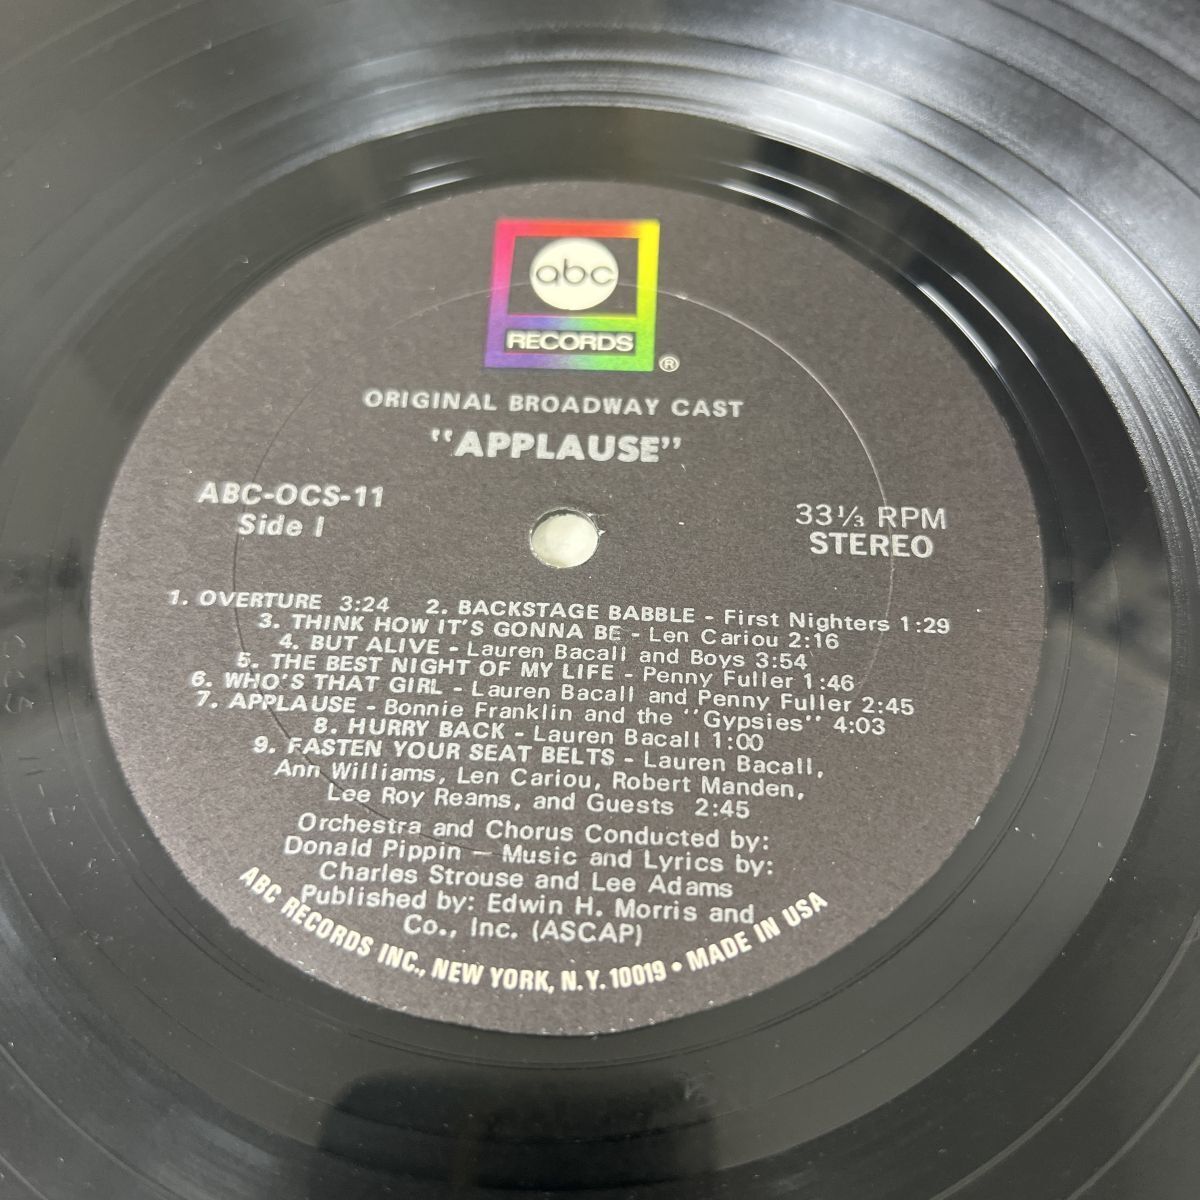 abc
RECORDS
®
ORIGINAL BROADWAY CAST
"APPLAUSE"
ABC-OCS-11
Side I
33 1/3 RPM
STEREO
1. OVERTURE 3:24 2. BACKSTAGE BABBLE - First Nighters 1:29
3. THINK HOW IT'S GONNA BE - Len Cariou 2:16
4. BUT ALIVE - Lauren Bacall and Boys 3:54
5. THE BEST NIGHT OF MY LIFE - Penny Fuller 1:46
6. WHO'S THAT GIRL - Lauren Bacall and Penny Fuller 2:45
7. APPLAUSE - Bonnie Franklin and the "Gypsies" 4:03
8. HURRY BACK - Lauren Bacall 1:00
9. FASTEN YOUR SEAT BELTS - Lauren Bacall,
Ann Williams, Len Cariou, Robert Manden,
Lee Roy Reams, and Guests 2:45
Orchestra and Chorus Conducted by:
Donald Pippin — Music and Lyrics by:
Charles Strouse and Lee Adams
Published by: Edwin H. Morris and
Co., Inc. (ASCAP)
ABC RECORDS INC., NEW YORK, N.Y. 10019 • MADE IN USA